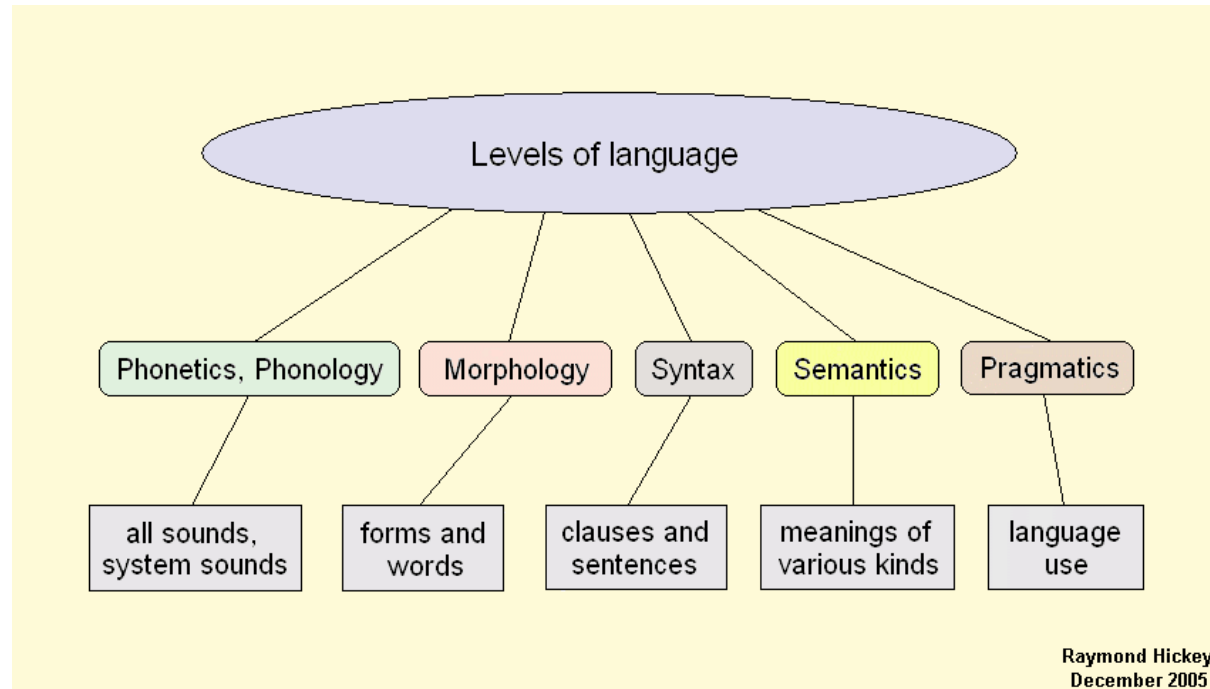 Levels of language
Phonetics, Phonology
Morphology
Syntax
Semantics
Pragmatics
all sounds,
system sounds
forms and
words
clauses and
sentences
meanings of
various kinds
language
use
Raymond Hickey
December 2005